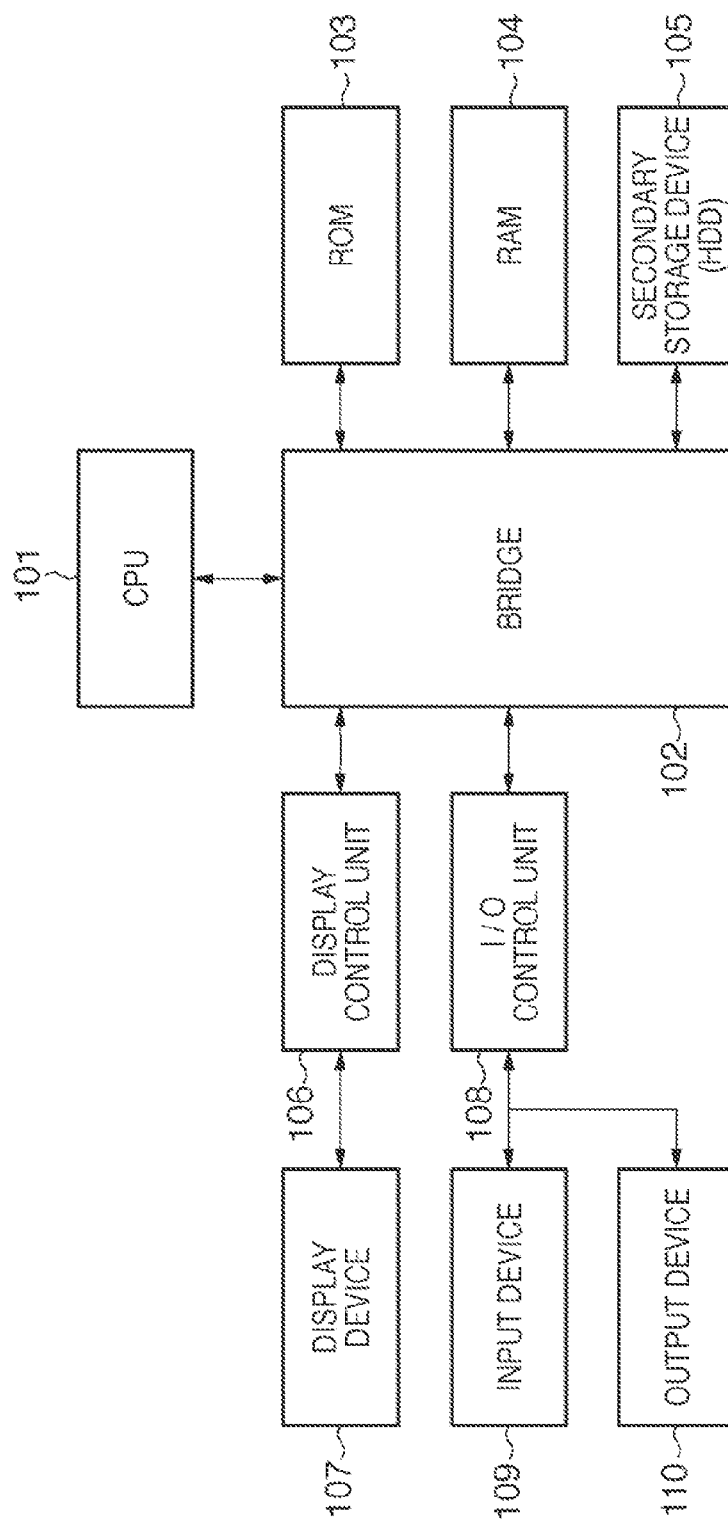 101
CPU
103
ROM
104
RAM
105
SECONDARY
STORAGE DEVICE
(HDD)
BRIDGE
102
106
DISPLAY
CONTROL UNIT
108
I / O
CONTROL UNIT
107
DISPLAY
DEVICE
109
INPUT DEVICE
110
OUTPUT DEVICE